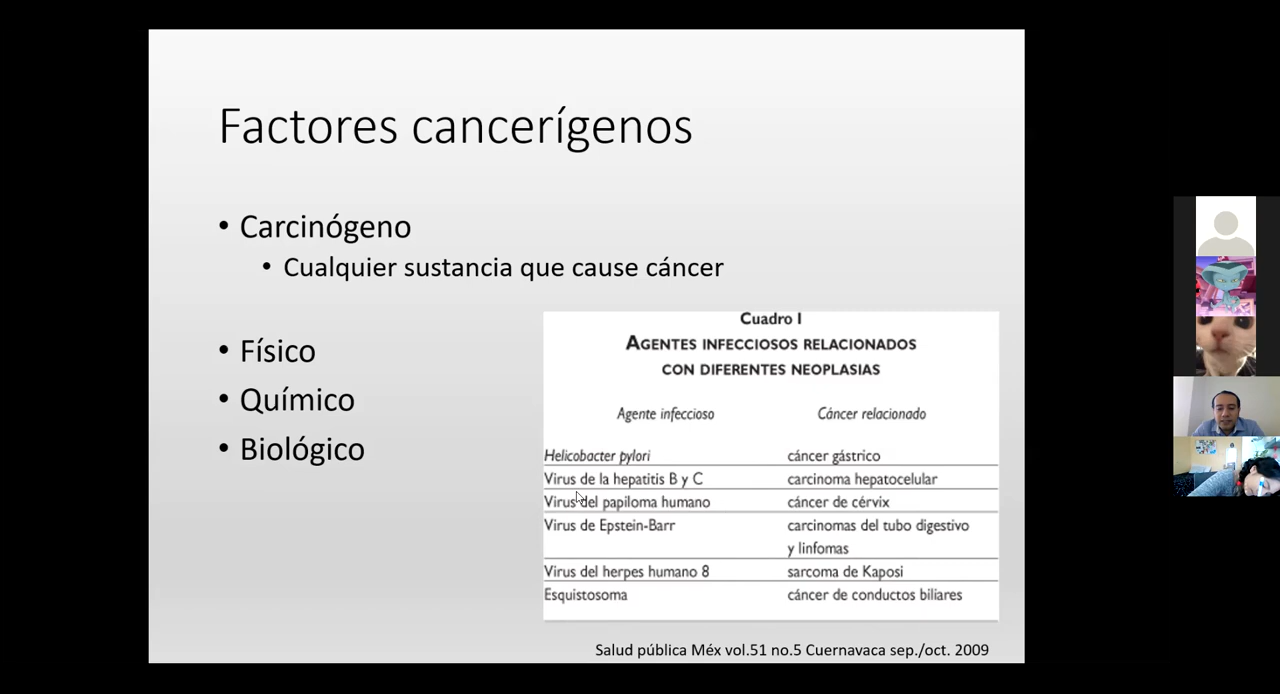 Factores cancerígenos
• Carcinógeno
• Cualquier sustancia que cause cáncer
• Físico
• Químico
• Biológico
Cuadro I
AGENTES INFECCIOSOS RELACIONADOS
CON DIFERENTES NEOPLASIAS
Agente infeccioso Cáncer relacionado
Helicobacter pylori cáncer gástrico
Virus de la hepatitis B y C carcinoma hepatocelular
Virus del papiloma humano cáncer de cérvix
Virus de Epstein-Barr carcinomas del tubo digestivo
y linfomas
Virus del herpes humano 8 sarcoma de Kaposi
Esquistosoma cáncer de conductos biliares
Salud pública Méx vol.51 no.5 Cuernavaca sep./oct. 2009